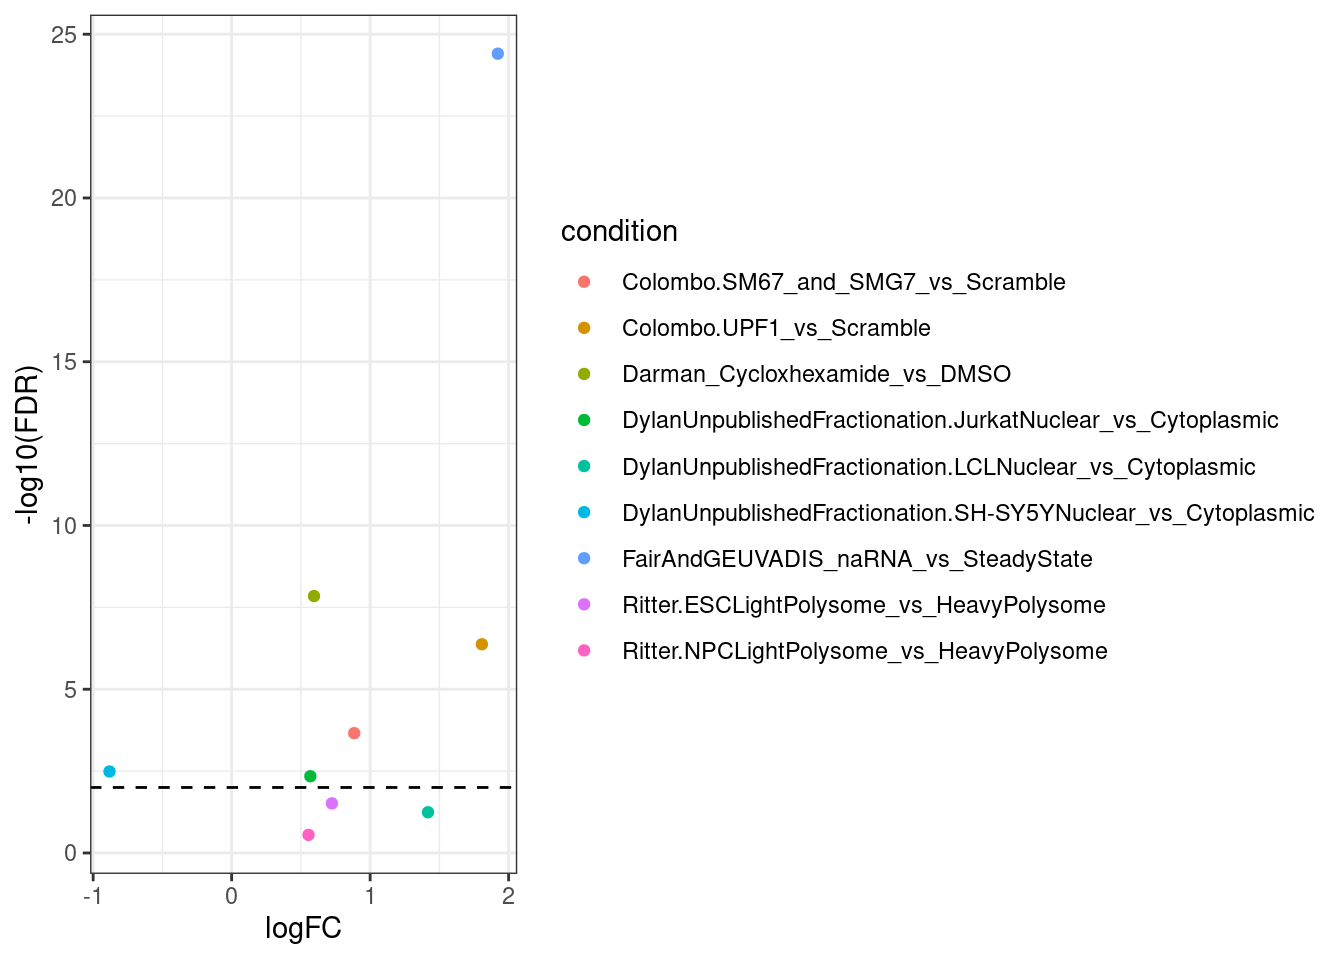 25
20
15
10
5
0
-log10(FDR)
-1
0
1
2
logFC
condition
Colombo.SM67_and_SMG7_vs_Scramble
Colombo.UPF1_vs_Scramble
Darman_Cycloxhexamide_vs_DMSO
DylanUnpublishedFractionation.JurkatNuclear_vs_Cytoplasmic
DylanUnpublishedFractionation.LCLNuclear_vs_Cytoplasmic
DylanUnpublishedFractionation.SH-SY5YNuclear_vs_Cytoplasmic
FairAndGEUVADIS_naRNA_vs_SteadyState
Ritter.ESCLightPolysome_vs_HeavyPolysome
Ritter.NPCLightPolysome_vs_HeavyPolysome